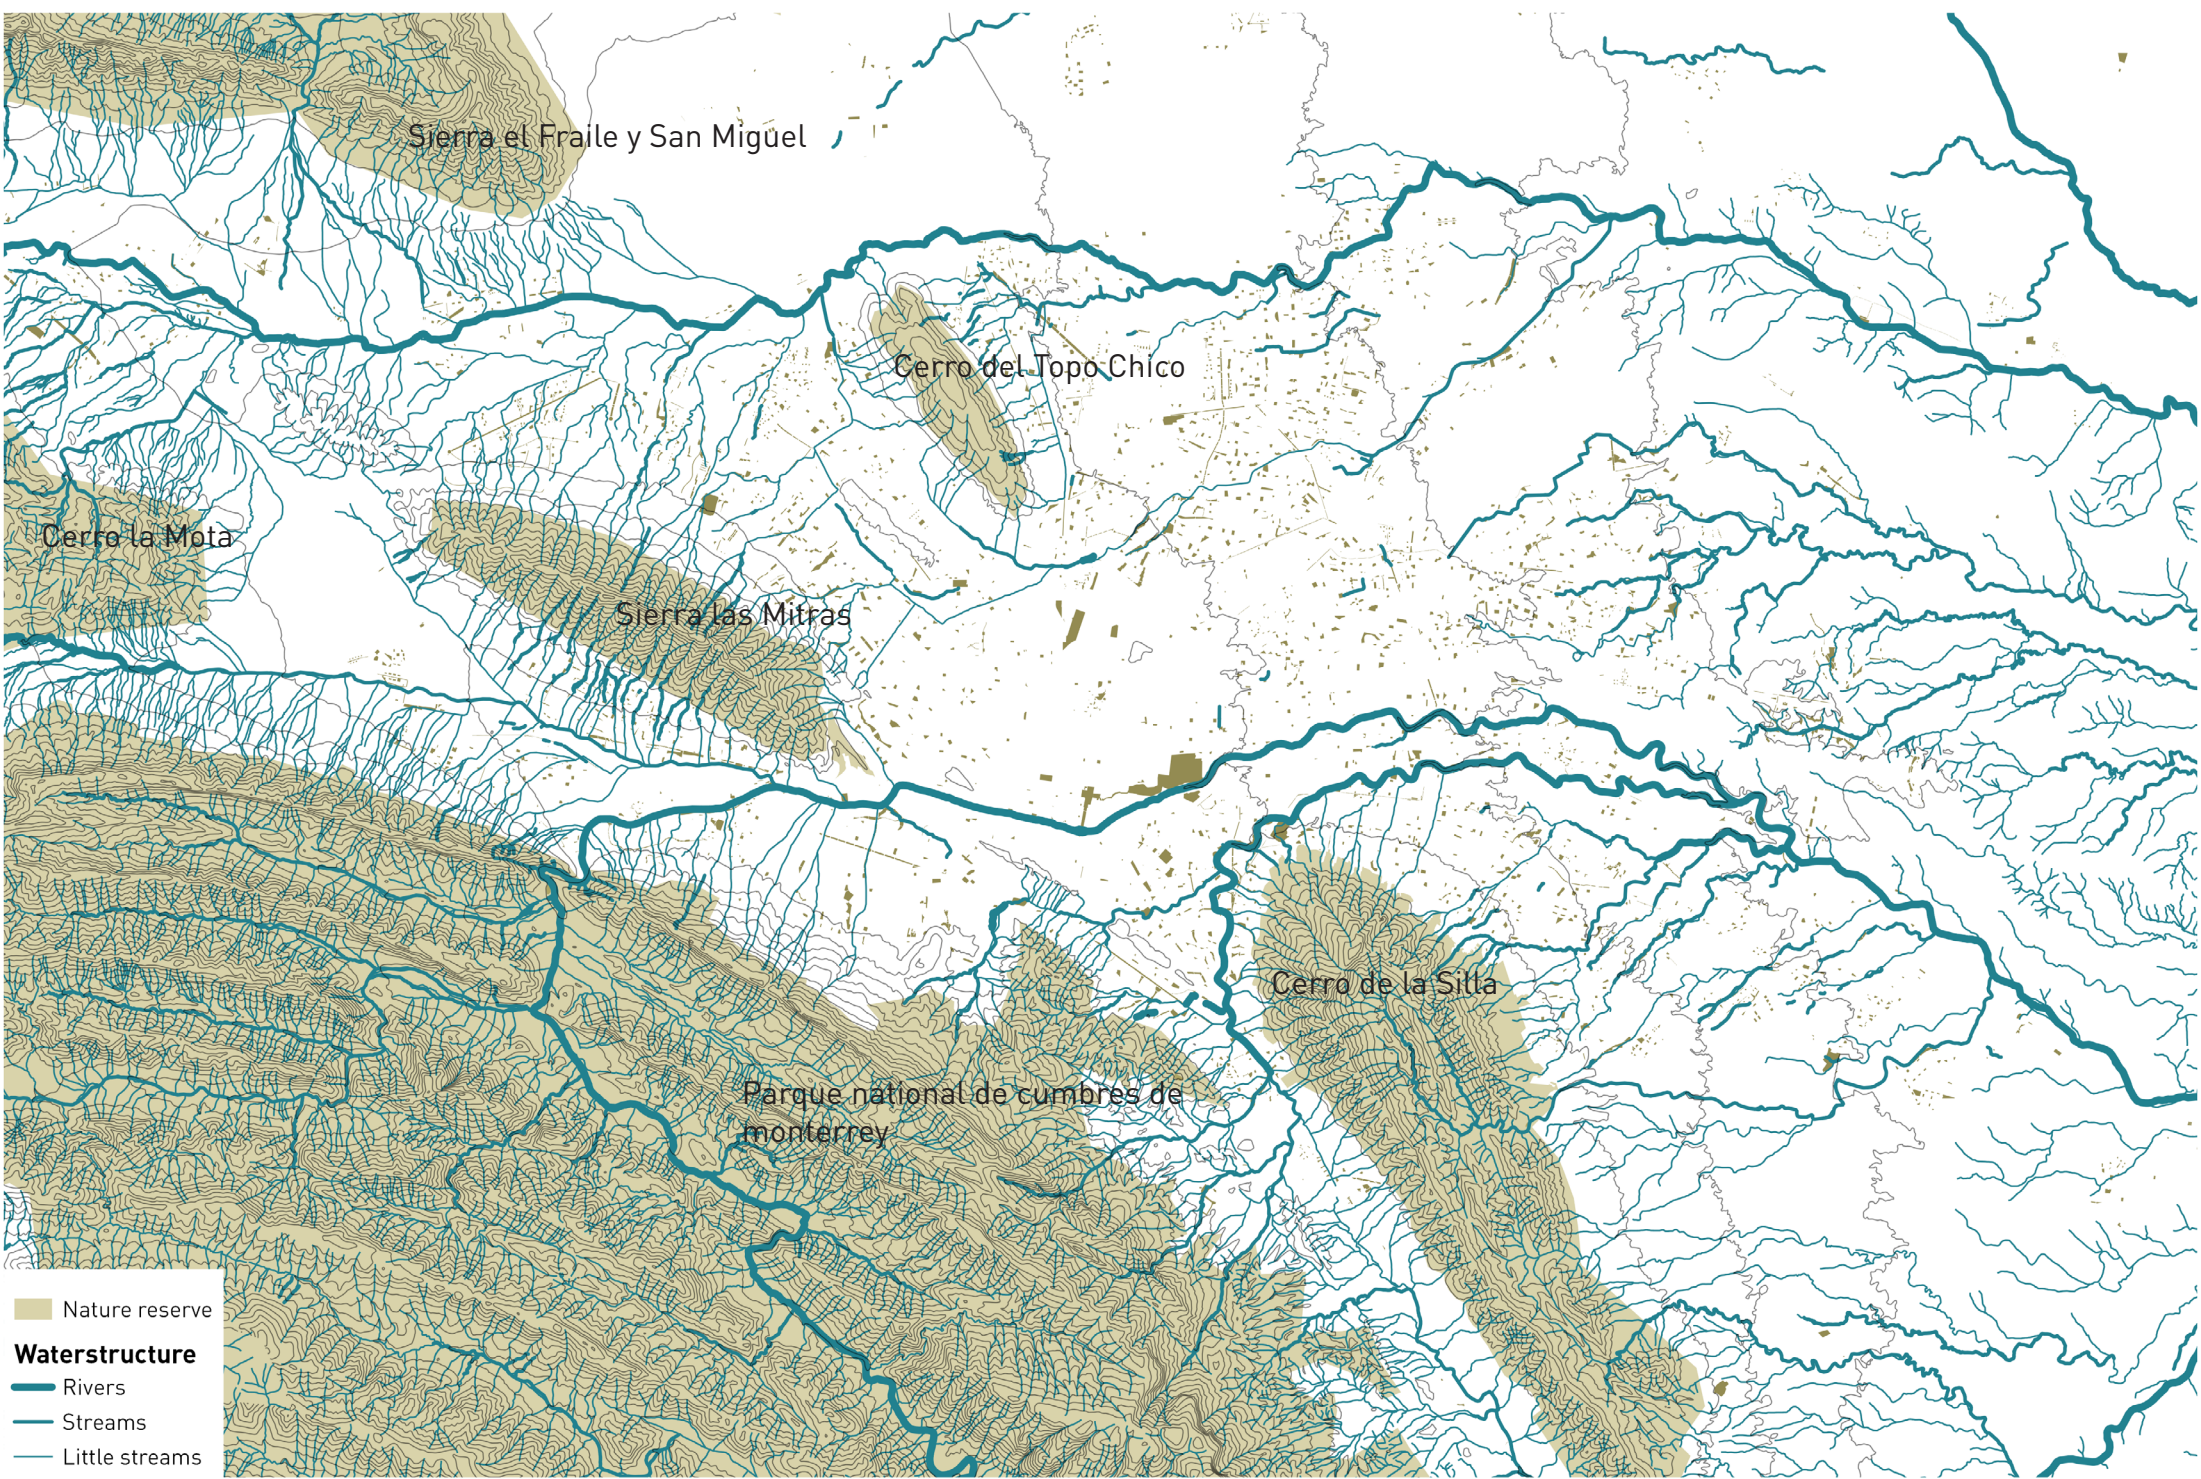 Sierra el Fraile y San Miguel
Cerro del Topo Chico
Cerro la Mota
Sierra las Mitras
Cerro de la Silla
Parque national de cumbres de
monterrey
Nature reserve
Waterstructure
Rivers
Streams
Little streams